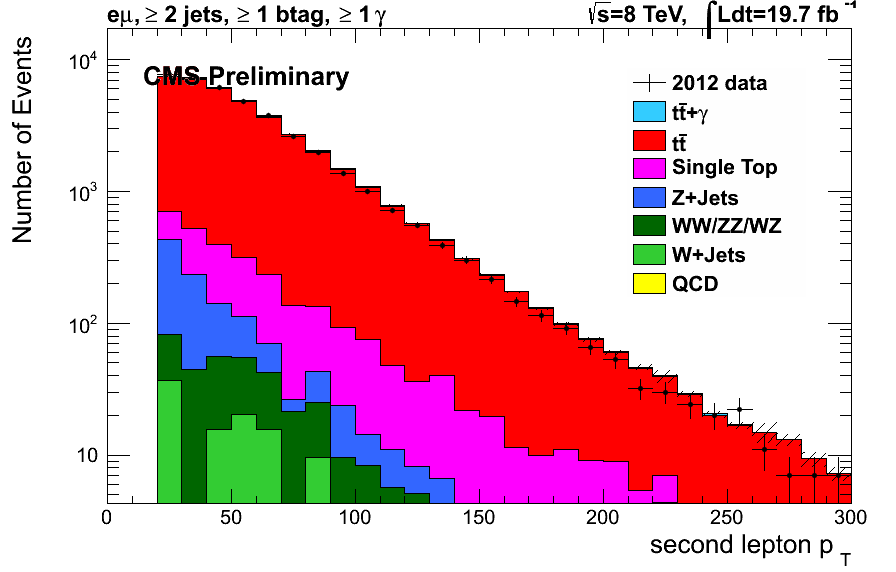 eμ, ≥ 2 jets, ≥ 1 btag, ≥ 1 γ
√s=8 TeV, ∫Ldt=19.7 fb⁻¹
CMS Preliminary
Number of Events
10⁴
10³
10²
10
2012 data
tt̄+γ
tt̄
Single Top
Z+Jets
WW/ZZ/WZ
W+Jets
QCD
0 50 100 150 200 250 300
second lepton p_T